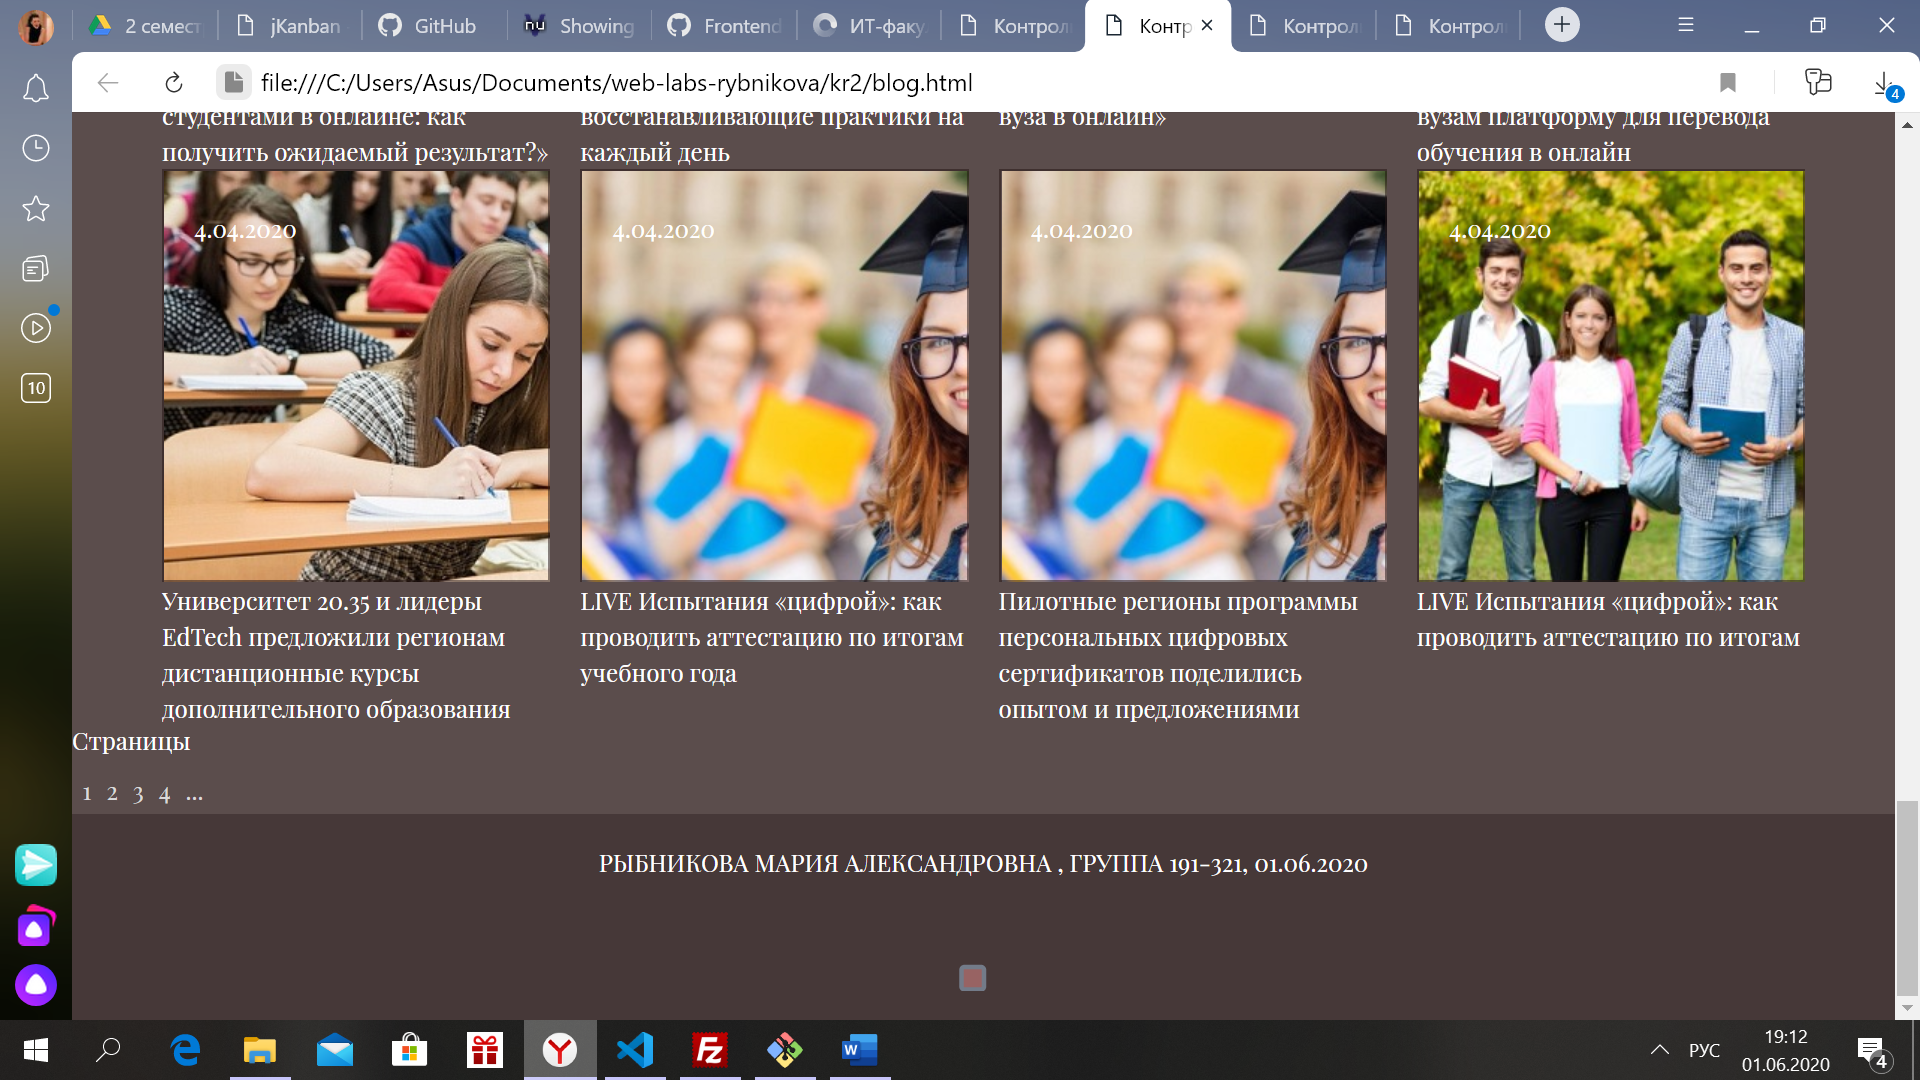 2 семест
jKanban
GitHub
Showing
Frontend
ИТ-факу
Контрол
Контр
Контрол
Контрол
file:///C:/Users/Asus/Documents/web-labs-rybnikova/kr2/blog.html
4
10
студентами в онлайне: как
получить ожидаемый результат?»
восстанавливающие практики на
каждый день
вуза в онлайн»
вузам платформу для перевода
обучения в онлайн
4.04.2020
4.04.2020
4.04.2020
4.04.2020
Университет 20.35 и лидеры
EdTech предложили регионам
дистанционные курсы
дополнительного образования
LIVE Испытания «цифрой»: как
проводить аттестацию по итогам
учебного года
Пилотные регионы программы
персональных цифровых
сертификатов поделились
опытом и предложениями
LIVE Испытания «цифрой»: как
проводить аттестацию по итогам
Страницы
1 2 3 4 ...
РЫБНИКОВА МАРИЯ АЛЕКСАНДРОВНА , ГРУППА 191-321, 01.06.2020
РУС
19:12
01.06.2020
4